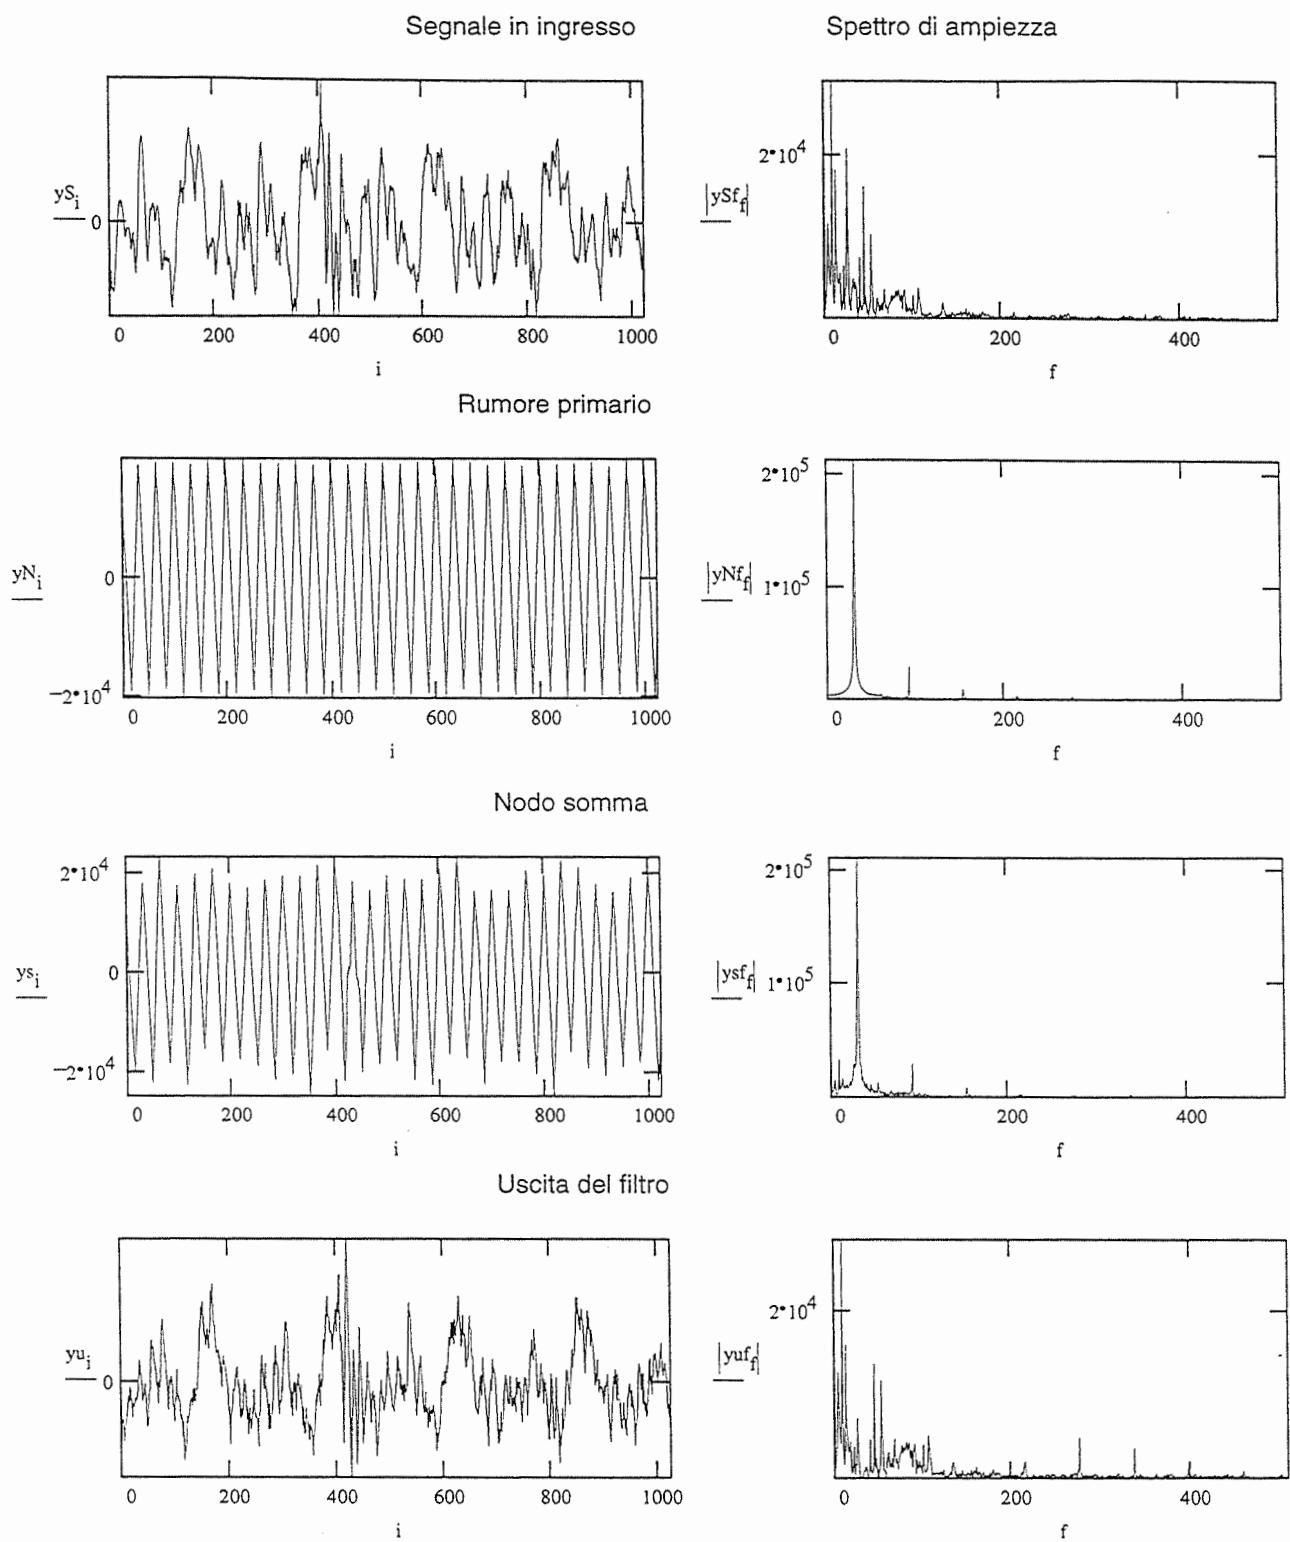 Segnale in ingresso
Spettro di ampiezza
yS_i
0
0 200 400 600 800 1000
i
|ySf_f|
2•10^4
200 400
f
Rumore primario
yN_i
0
−2•10^4
0 200 400 600 800 1000
i
|yNf_f|
2•10^5
1•10^5
0 200 400
f
Nodo somma
ys_i
2•10^4
0
−2•10^4
0 200 400 600 800 1000
i
|ysf_f|
2•10^5
1•10^5
0 200 400
f
Uscita del filtro
yu_i
0
0 200 400 600 800 1000
i
|yuf_f|
2•10^4
0 200 400
f